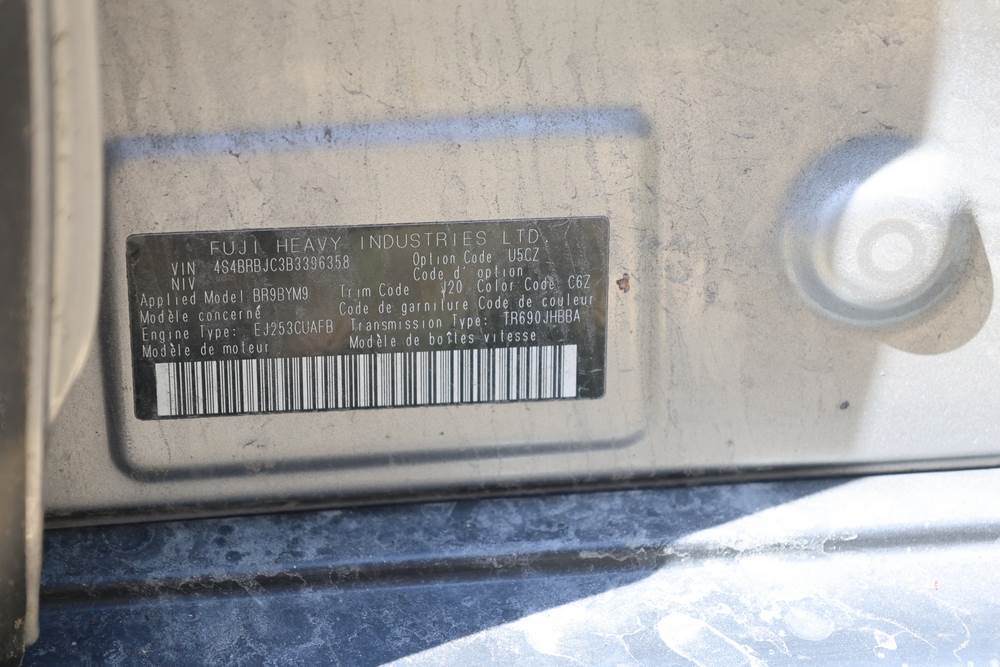 FUJI HEAVY INDUSTRIES LTD.
VIN 4S4BRBJC3B3396358 Option Code U5CZ
NIV Code d' option
Applied Model BR9BYM9 Trim Code J20 Color Code C6Z
Modèle concerné Code de garniture Code de couleur
Engine Type: EJ253CUAFB Transmission Type: TR690JHBBA
Modèle de moteur Modèle de boîtes vitesse